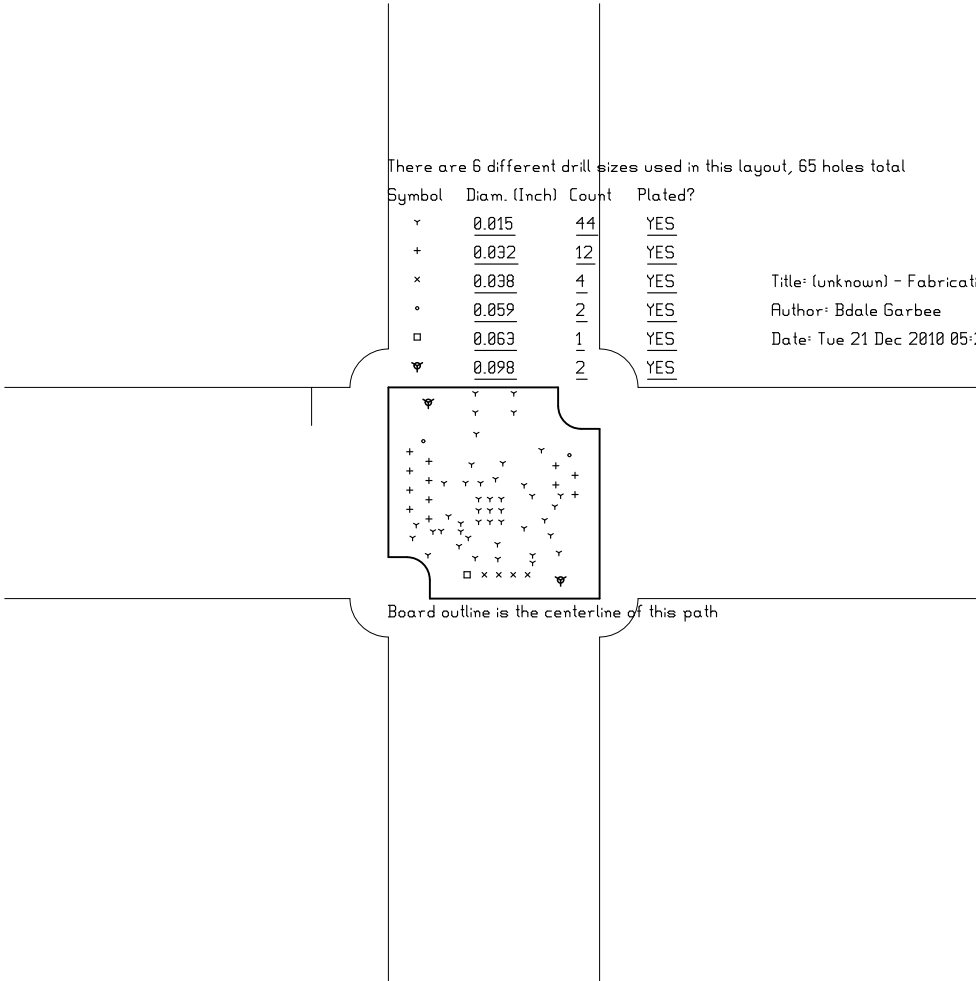 There are 6 different drill sizes used in this layout, 65 holes total
Symbol Diam. (Inch) Count Plated?
0.015 44 YES
0.032 12 YES
0.038 4 YES
Title: (unknown) - Fabricati
0.059 2 YES
Author: Bdale Garbee
0.063 1 YES
Date: Tue 21 Dec 2010 05:2
0.098 2 YES
Board outline is the centerline of this path